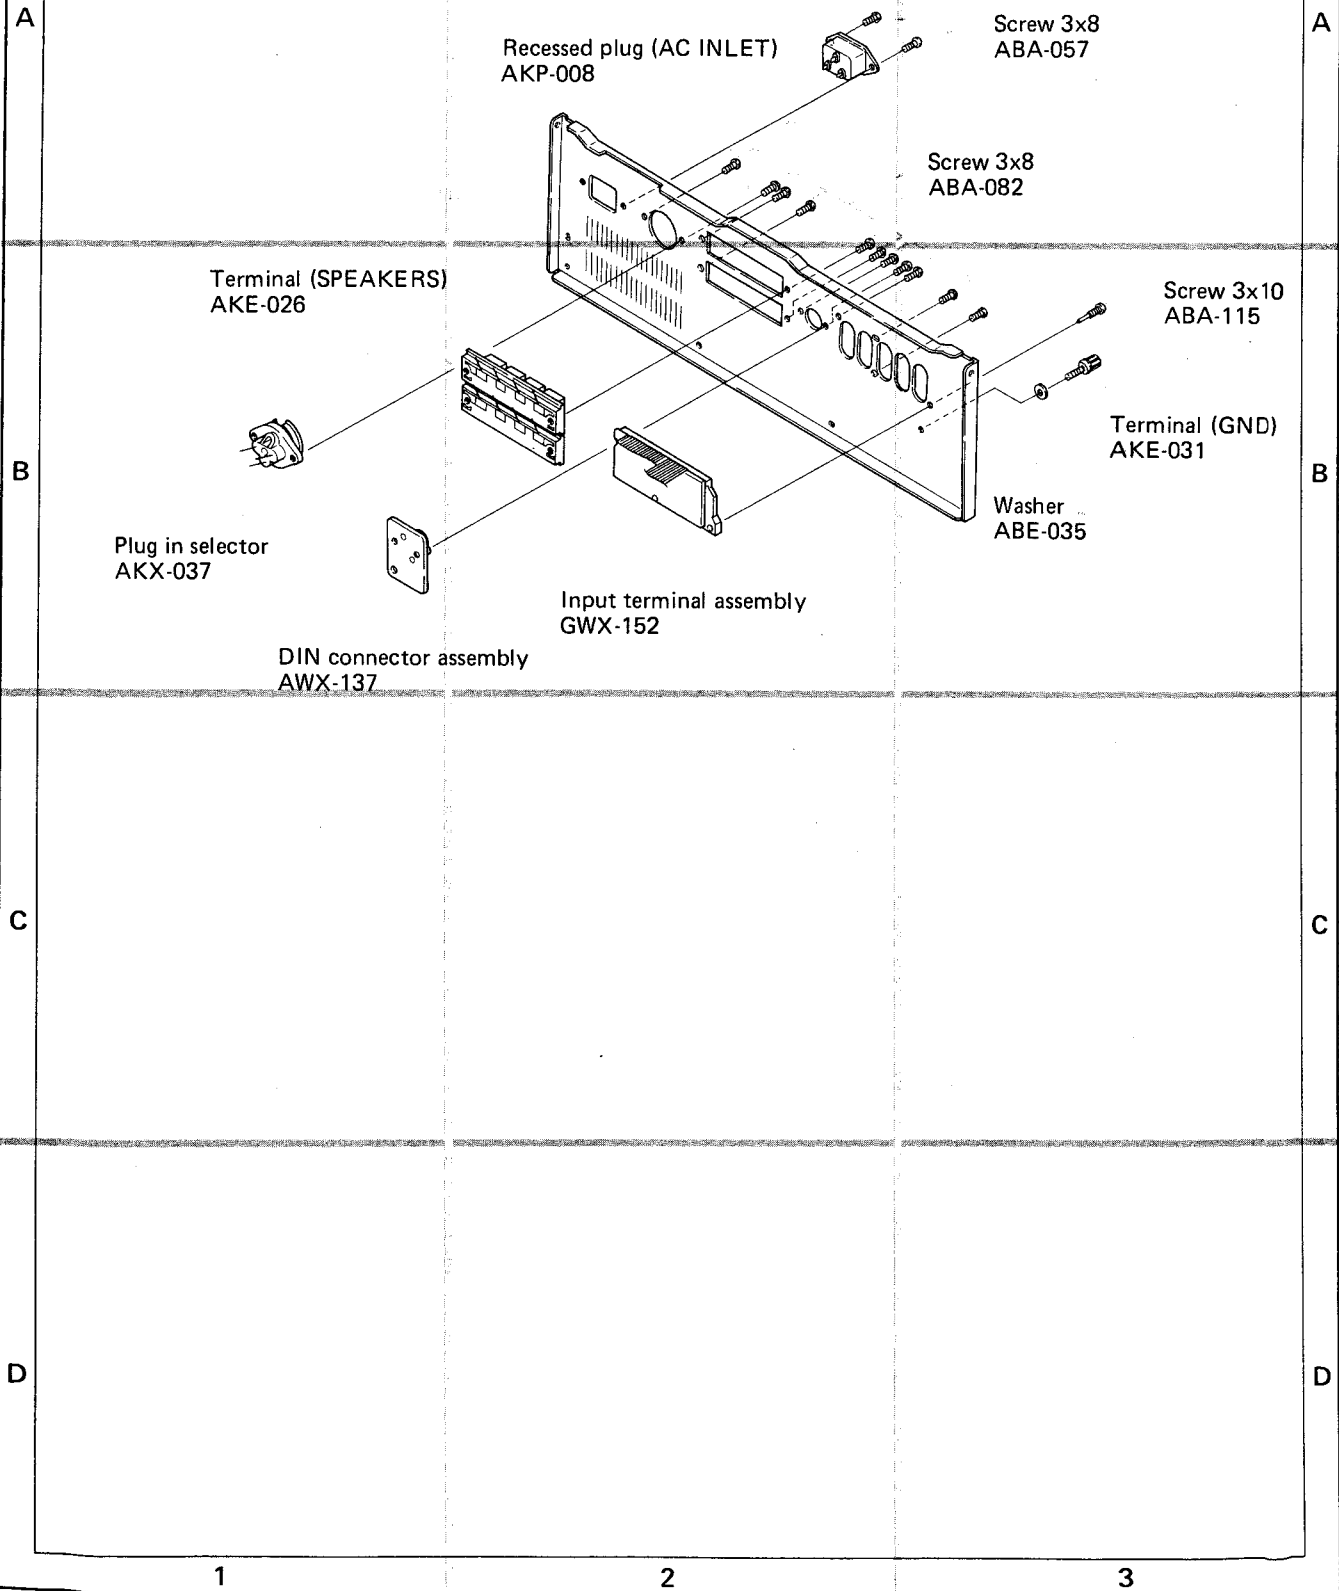 A
A
Screw 3x8
ABA-057
Recessed plug (AC INLET)
AKP-008
Screw 3x8
ABA-082
Terminal (SPEAKERS)
AKE-026
Screw 3x10
ABA-115
Terminal (GND)
AKE-031
B
B
Washer
ABE-035
Plug in selector
AKX-037
Input terminal assembly
GWX-152
DIN connector assembly
AWX-137
C
C
D
D
1
2
3